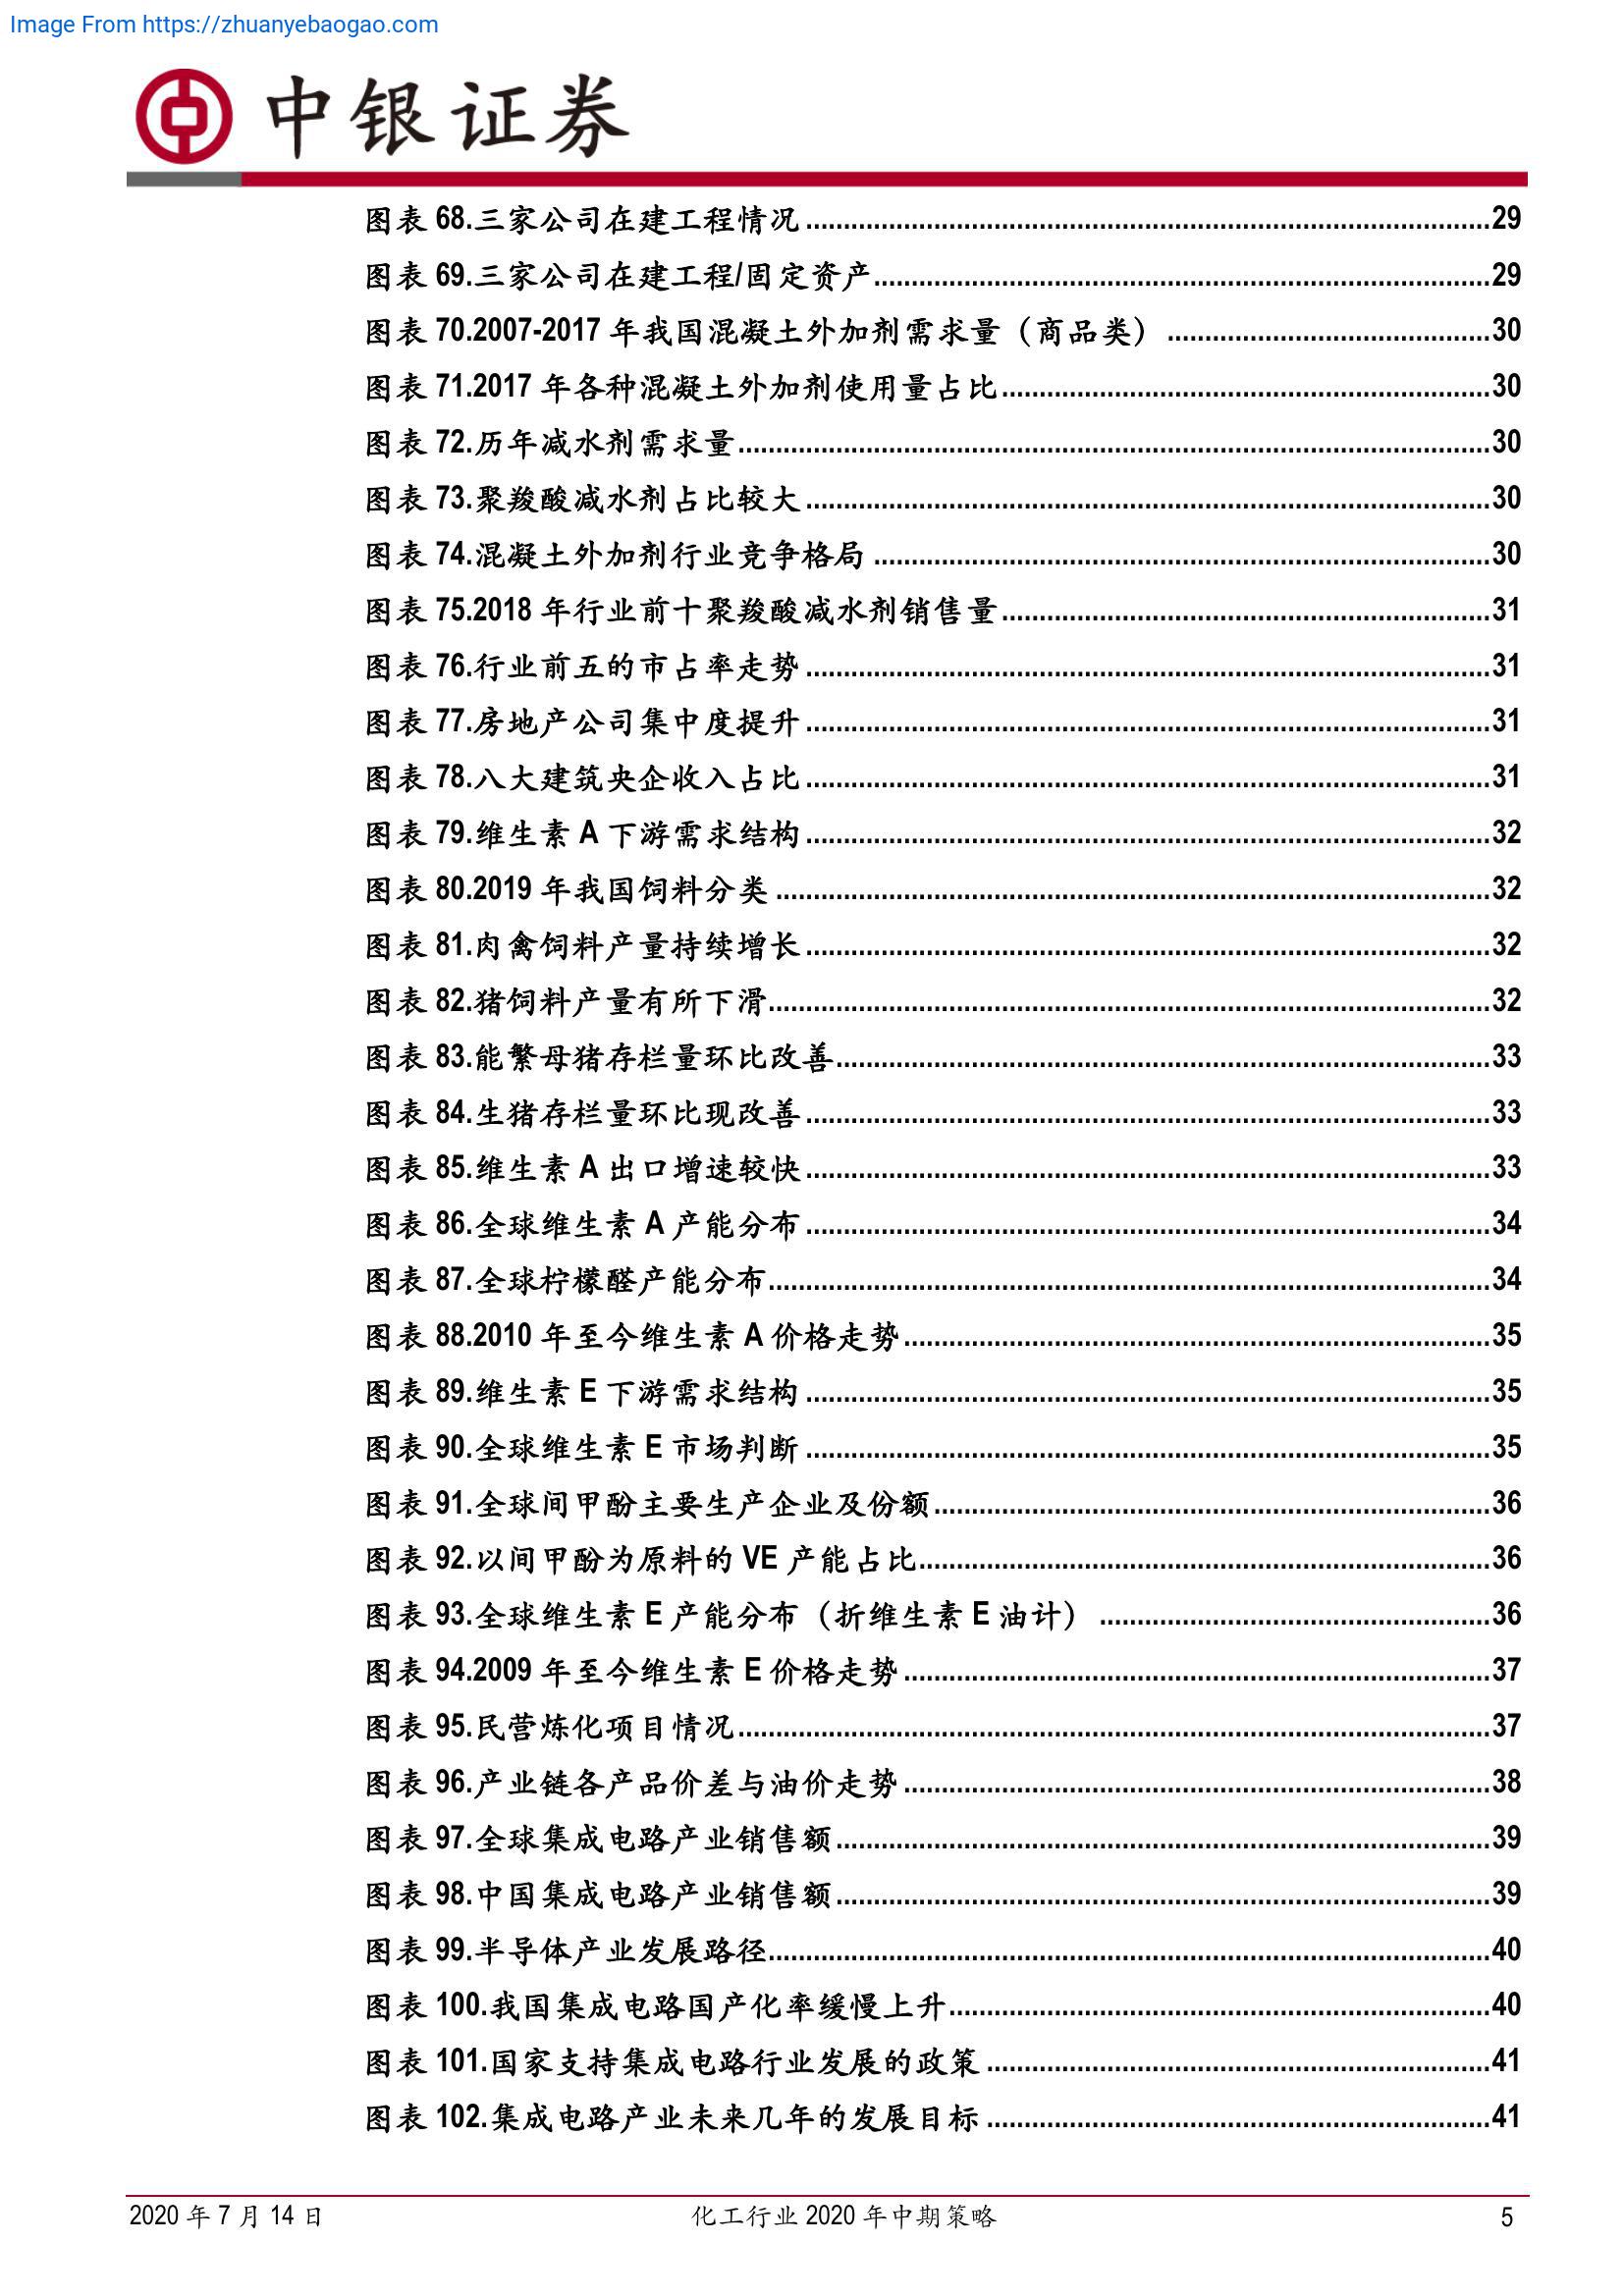 Image From https://zhuanyebaogao.com
中银证券
图表 68.三家公司在建工程情况 ........ 29
图表 69.三家公司在建工程/固定资产 ........ 29
图表 70.2007-2017 年我国混凝土外加剂需求量（商品类） ........ 30
图表 71.2017 年各种混凝土外加剂使用量占比 ........ 30
图表 72.历年减水剂需求量 ........ 30
图表 73.聚羧酸减水剂占比较大 ........ 30
图表 74.混凝土外加剂行业竞争格局 ........ 30
图表 75.2018 年行业前十聚羧酸减水剂销售量 ........ 31
图表 76.行业前五的市占率走势 ........ 31
图表 77.房地产公司集中度提升 ........ 31
图表 78.八大建筑央企收入占比 ........ 31
图表 79.维生素 A 下游需求结构 ........ 32
图表 80.2019 年我国饲料分类 ........ 32
图表 81.肉禽饲料产量持续增长 ........ 32
图表 82.猪饲料产量有所下滑 ........ 32
图表 83.能繁母猪存栏量环比改善 ........ 33
图表 84.生猪存栏量环比现改善 ........ 33
图表 85.维生素 A 出口增速较快 ........ 33
图表 86.全球维生素 A 产能分布 ........ 34
图表 87.全球柠檬醛产能分布 ........ 34
图表 88.2010 年至今维生素 A 价格走势 ........ 35
图表 89.维生素 E 下游需求结构 ........ 35
图表 90.全球维生素 E 市场判断 ........ 35
图表 91.全球间甲酚主要生产企业及份额 ........ 36
图表 92.以间甲酚为原料的 VE 产能占比 ........ 36
图表 93.全球维生素 E 产能分布（折维生素 E 油计） ........ 36
图表 94.2009 年至今维生素 E 价格走势 ........ 37
图表 95.民营炼化项目情况 ........ 37
图表 96.产业链各产品价差与油价走势 ........ 38
图表 97.全球集成电路产业销售额 ........ 39
图表 98.中国集成电路产业销售额 ........ 39
图表 99.半导体产业发展路径 ........ 40
图表 100.我国集成电路国产化率缓慢上升 ........ 40
图表 101.国家支持集成电路行业发展的政策 ........ 41
图表 102.集成电路产业未来几年的发展目标 ........ 41
2020 年 7 月 14 日 化工行业 2020 年中期策略 5